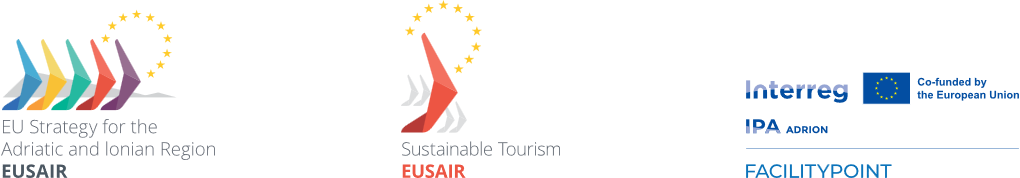 EU Strategy for the
Adriatic and Ionian Region
EUSAIR
Sustainable Tourism
EUSAIR
Interreg
Co-funded by
the European Union
IPA ADRION
FACILITYPOINT